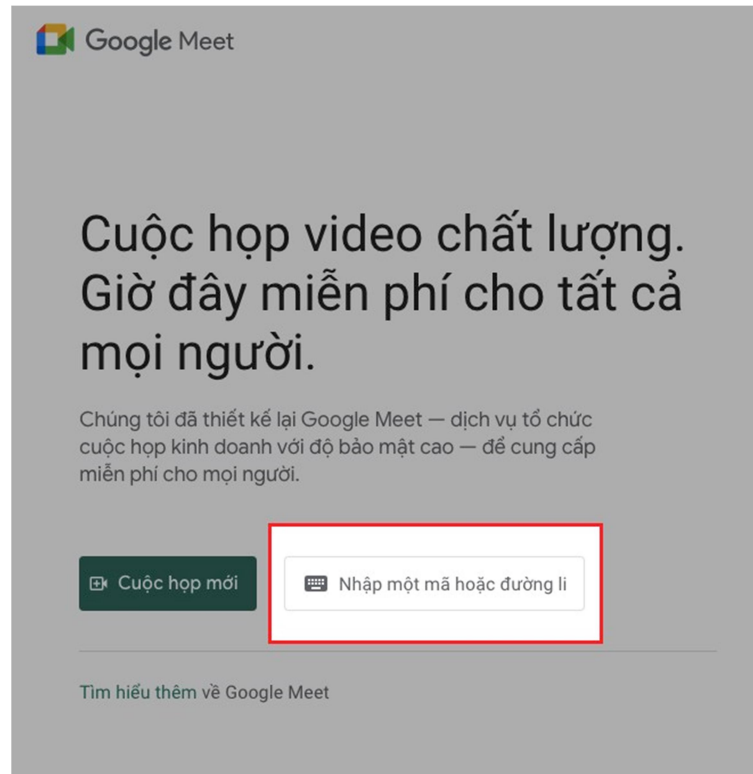 Google Meet
Cuộc họp video chất lượng.
Giờ đây miễn phí cho tất cả
mọi người.
Chúng tôi đã thiết kế lại Google Meet — dịch vụ tổ chức
cuộc họp kinh doanh với độ bảo mật cao — để cung cấp
miễn phí cho mọi người.
Cuộc họp mới
Nhập một mã hoặc đường li
Tìm hiểu thêm về Google Meet